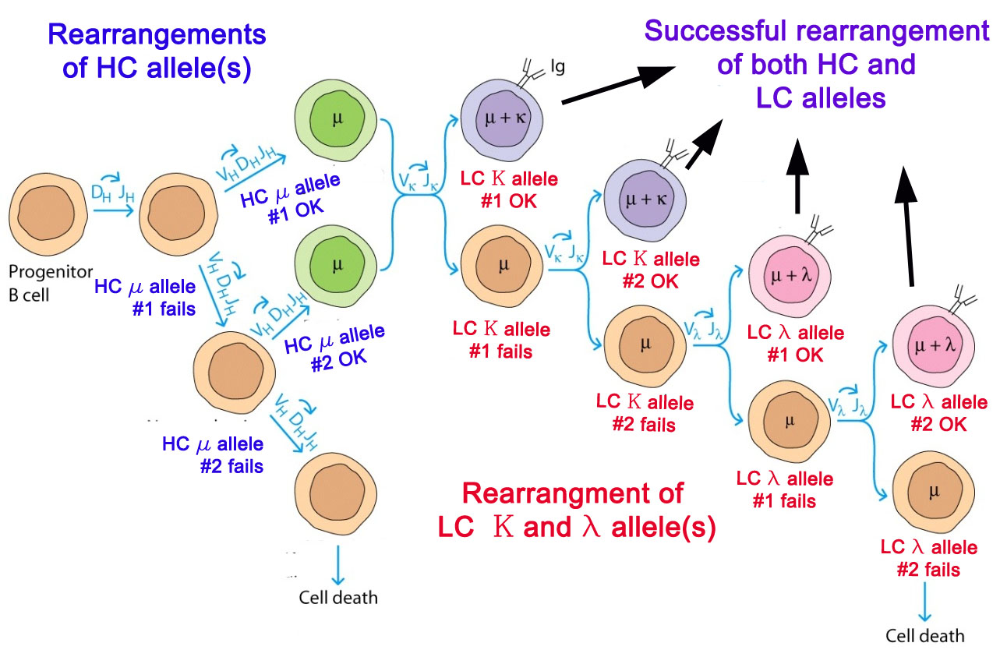 Rearrangements
of HC allele(s)
Successful rearrangement
of both HC and
LC alleles
Ig
μ
μ + κ
V_H D_H J_H
D_H J_H
HC μ allele
#1 OK
V_κ J_κ
LC K allele
#1 OK
μ + κ
Progenitor
B cell
HC μ allele
#1 fails
V_H D_H J_H
μ
V_H D_H J_H
HC μ allele
#2 OK
μ
LC K allele
#1 fails
V_κ J_κ
LC K allele
#2 OK
μ + λ
μ
V_λ J_λ
LC λ allele
#1 OK
μ + λ
LC K allele
#2 fails
V_H D_H J_H
HC μ allele
#2 fails
μ
V_λ J_λ
LC λ allele
#2 OK
LC λ allele
#1 fails
μ
Rearrangment of
LC K and λ allele(s)
LC λ allele
#2 fails
Cell death
Cell death